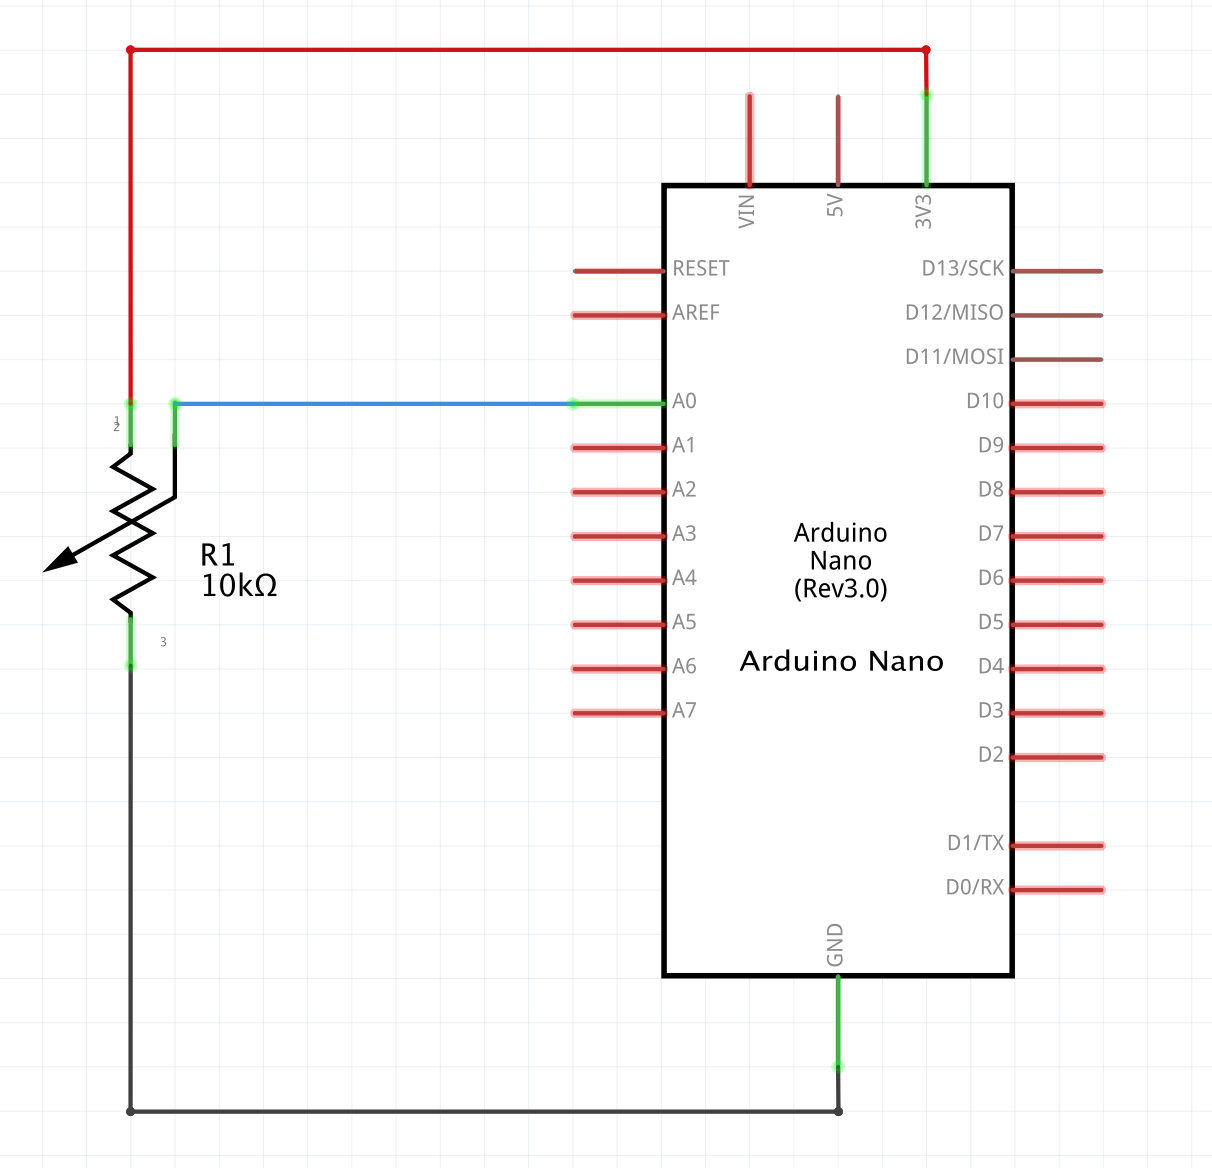 VIN
5V
3V3
RESET
D13/SCK
AREF
D12/MISO
D11/MOSI
A0
D10
1
2
A1
D9
A2
D8
A3
D7
Arduino
Nano
(Rev3.0)
R1
10kΩ
A4
D6
A5
D5
3
A6
D4
Arduino Nano
A7
D3
D2
D1/TX
D0/RX
GND